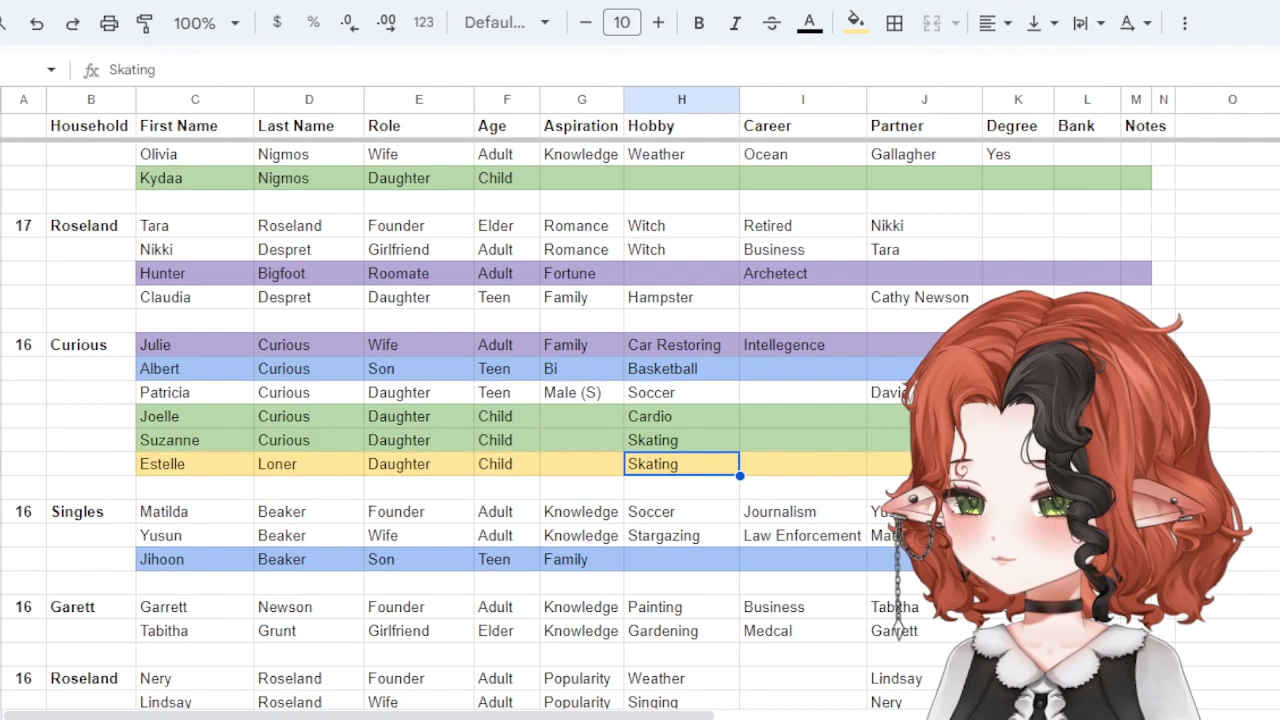 100% $ % .0 .00 123 Defaul... 10 B I A A
fx Skating
A B C D E F G H I J K L M N O
Household First Name Last Name Role Age Aspiration Hobby Career Partner Degree Bank Notes
Olivia Nigmos Wife Adult Knowledge Weather Ocean Gallagher Yes
Kydaa Nigmos Daughter Child
17 Roseland Tara Roseland Founder Elder Romance Witch Retired Nikki
Nikki Despret Girlfriend Adult Romance Witch Business Tara
Hunter Bigfoot Roomate Adult Fortune Archetect
Claudia Despret Daughter Teen Family Hampster Cathy Newson
16 Curious Julie Curious Wife Adult Family Car Restoring Intellegence
Albert Curious Son Teen Bi Basketball
Patricia Curious Daughter Teen Male (S) Soccer
Joelle Curious Daughter Child Cardio
Suzanne Curious Daughter Child Skating
Estelle Loner Daughter Child Skating
16 Singles Matilda Beaker Founder Adult Knowledge Soccer Journalism
Yusun Beaker Wife Adult Knowledge Stargazing Law Enforcement
Jihoon Beaker Son Teen Family
16 Garett Garrett Newson Founder Adult Knowledge Painting Business Tabitha
Tabitha Grunt Girlfriend Elder Knowledge Gardening Medcal Garrett
16 Roseland Nery Roseland Founder Adult Popularity Weather Lindsay
Lindsay Roseland Wife Adult Popularity Singing Nery